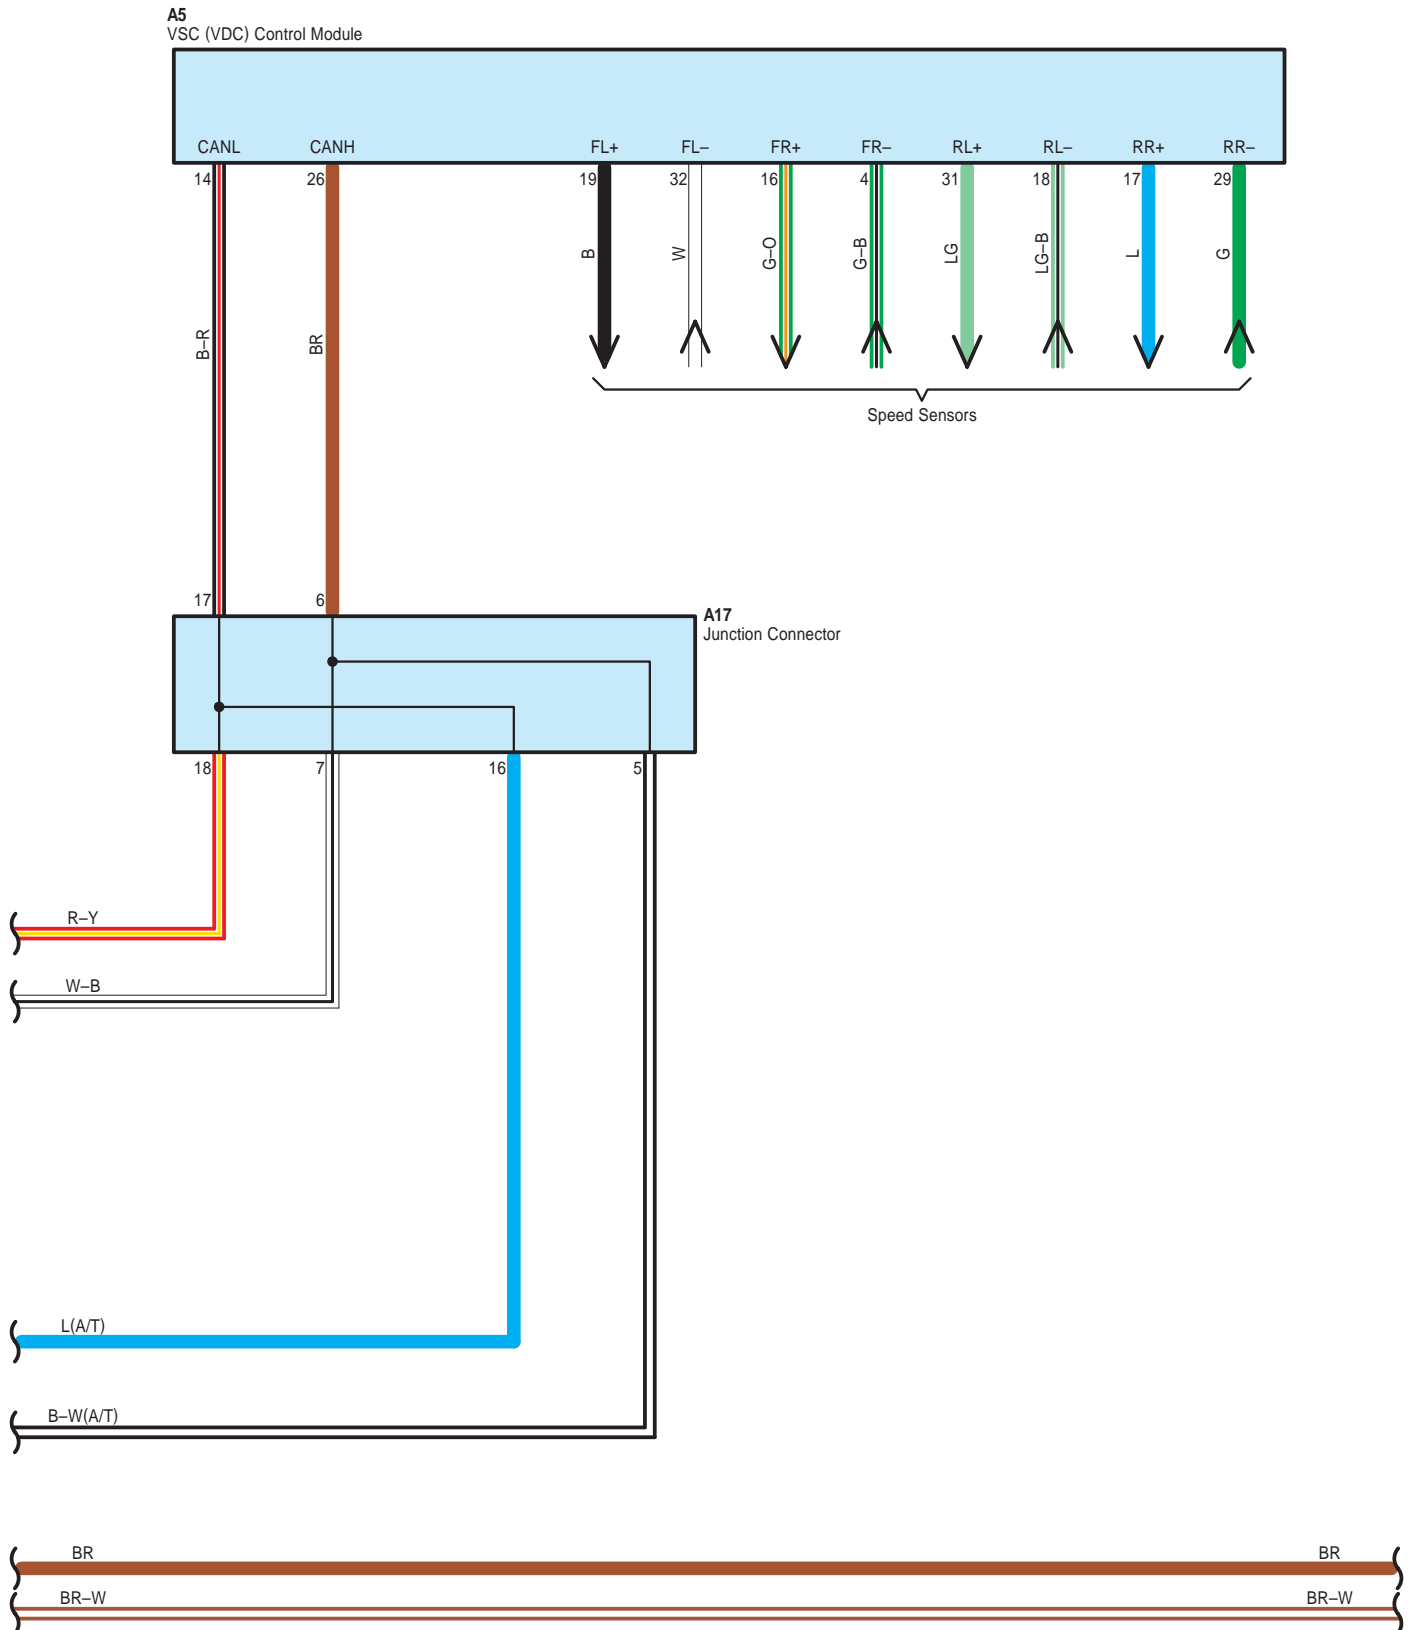 A5
VSC (VDC) Control Module
CANL CANH FL+ FL– FR+ FR– RL+ RL– RR+ RR–
14 26 19 32 16 4 31 18 17 29
B W G–O G–B LG LG–B L G
B–R BR
Speed Sensors
17 6
A17
Junction Connector
18 7 16 5
R–Y
W–B
L(A/T)
B–W(A/T)
BR BR
BR–W BR–W